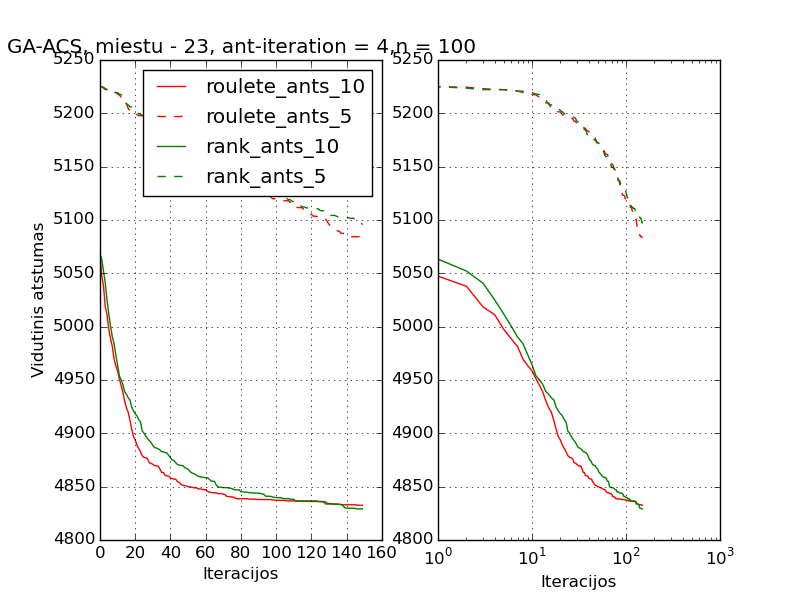 GA-ACS, miestu - 23, ant-iteration = 4,n = 100
roulete_ants_10
roulete_ants_5
rank_ants_10
rank_ants_5
Vidutinis atstumas
5250
5200
5150
5100
5050
5000
4950
4900
4850
4800
0 20 40 60 80 100 120 140 160
Iteracijos
5250
5200
5150
5100
5050
5000
4950
4900
4850
4800
10⁰ 10¹ 10² 10³
Iteracijos